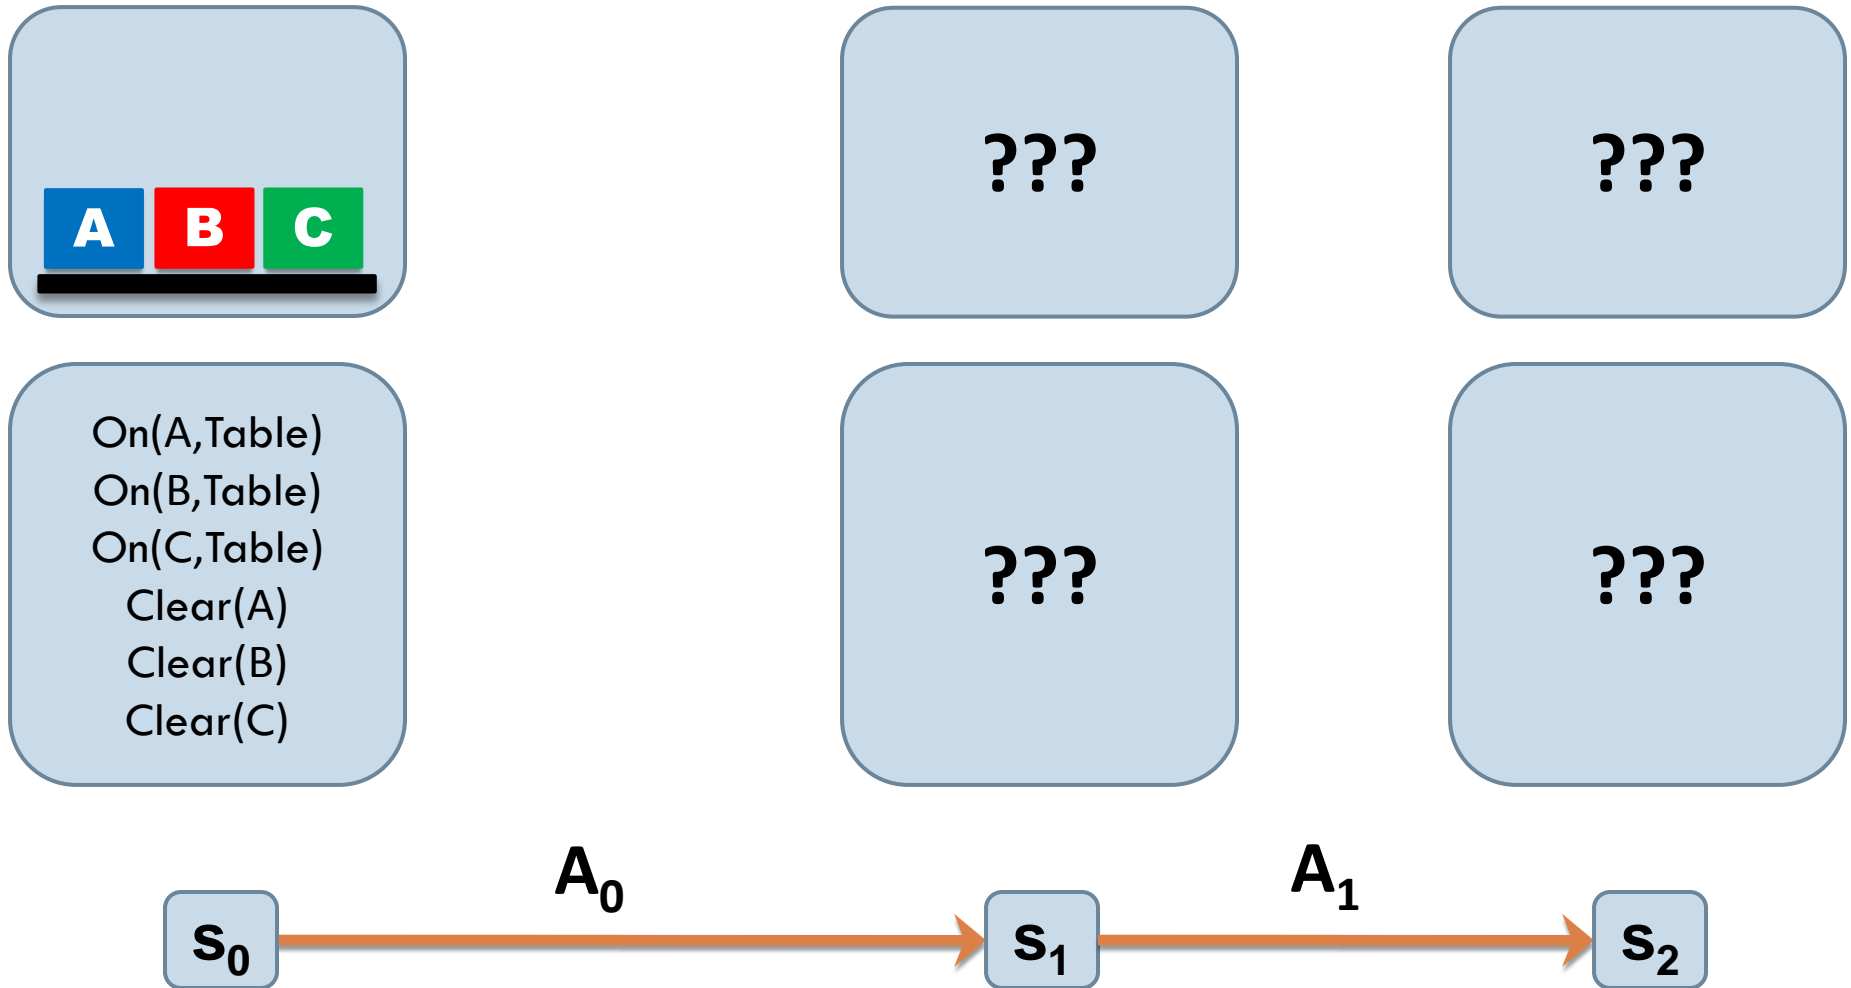 A B C
???
???
On(A,Table)
On(B,Table)
On(C,Table)
Clear(A)
Clear(B)
Clear(C)
???
???
A₀
A₁
s₀
s₁
s₂